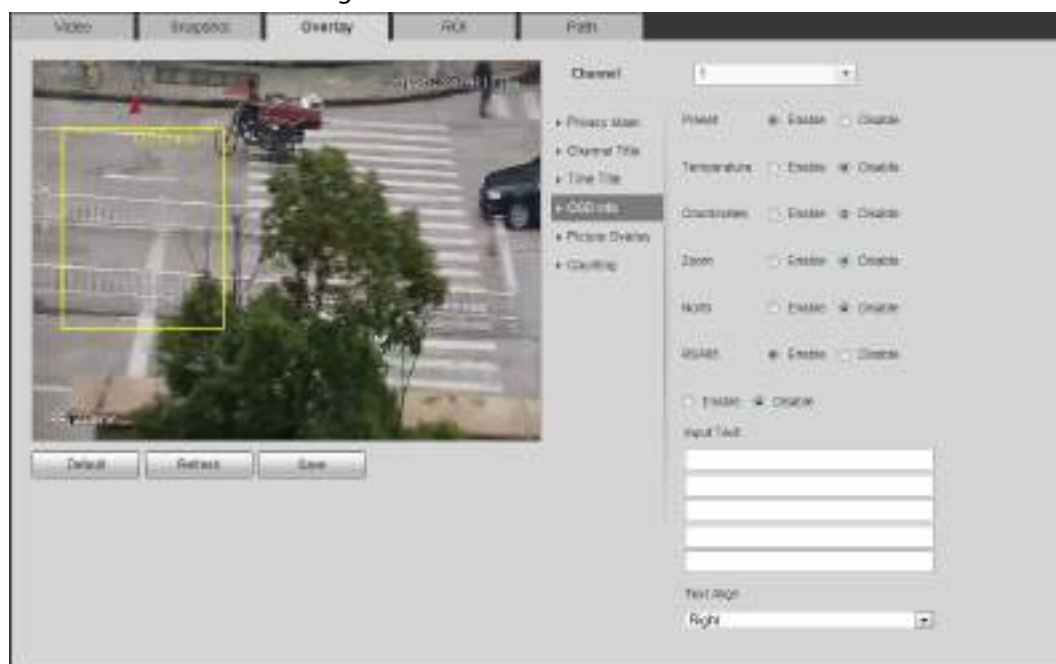 Video Snapshot Overlay ROI Path
Channel 1
Privacy Mask
Channel Title
Time Title
OSD Info
Picture Overlay
Counting
Preset Enable Disable
Temperature Enable Disable
Coordinates Enable Disable
Zoom Enable Disable
North Enable Disable
RS485 Enable Disable
Enable Disable
Input Text
Text Align
Right
Default Refresh Save